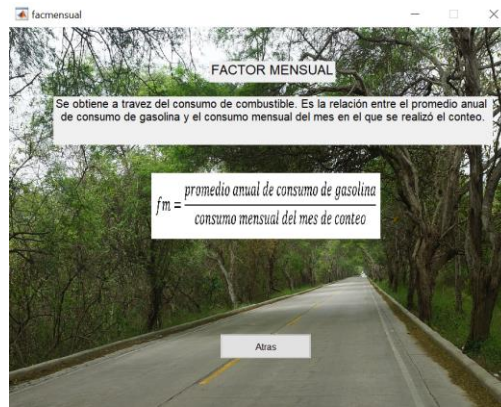 facmensual
FACTOR MENSUAL
Se obtiene a travez del consumo de combustible. Es la relación entre el promedio anual
de consumo de gasolina y el consumo mensual del mes en el que se realizó el conteo.
fm = promedio anual de consumo de gasolina
consumo mensual del mes de conteo
Atras